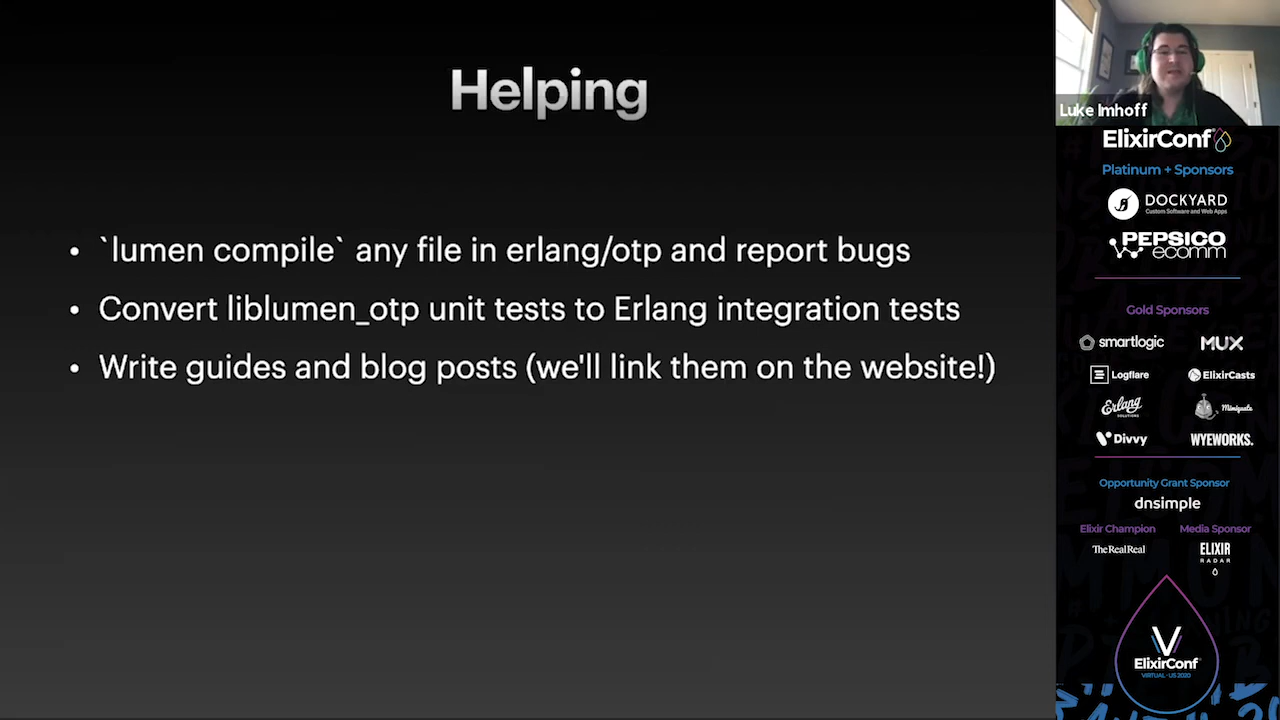 Helping
• `lumen compile` any file in erlang/otp and report bugs
• Convert liblumen_otp unit tests to Erlang integration tests
• Write guides and blog posts (we'll link them on the website!)
Luke Imhoff
ElixirConf
Platinum + Sponsors
DOCKYARD
Custom Software and Web Apps
PEPSICO
ecomm
Gold Sponsors
smartlogic
MUX
Logflare
ElixirCasts
Erlang
SOLUTIONS
Miniquats
Divvy
WYEWORKS.
Opportunity Grant Sponsor
dnsimple
Elixir Champion
Media Sponsor
TheRealReal
ELIXIR
RADAR
V
ElixirConf
VIRTUAL · US 2020